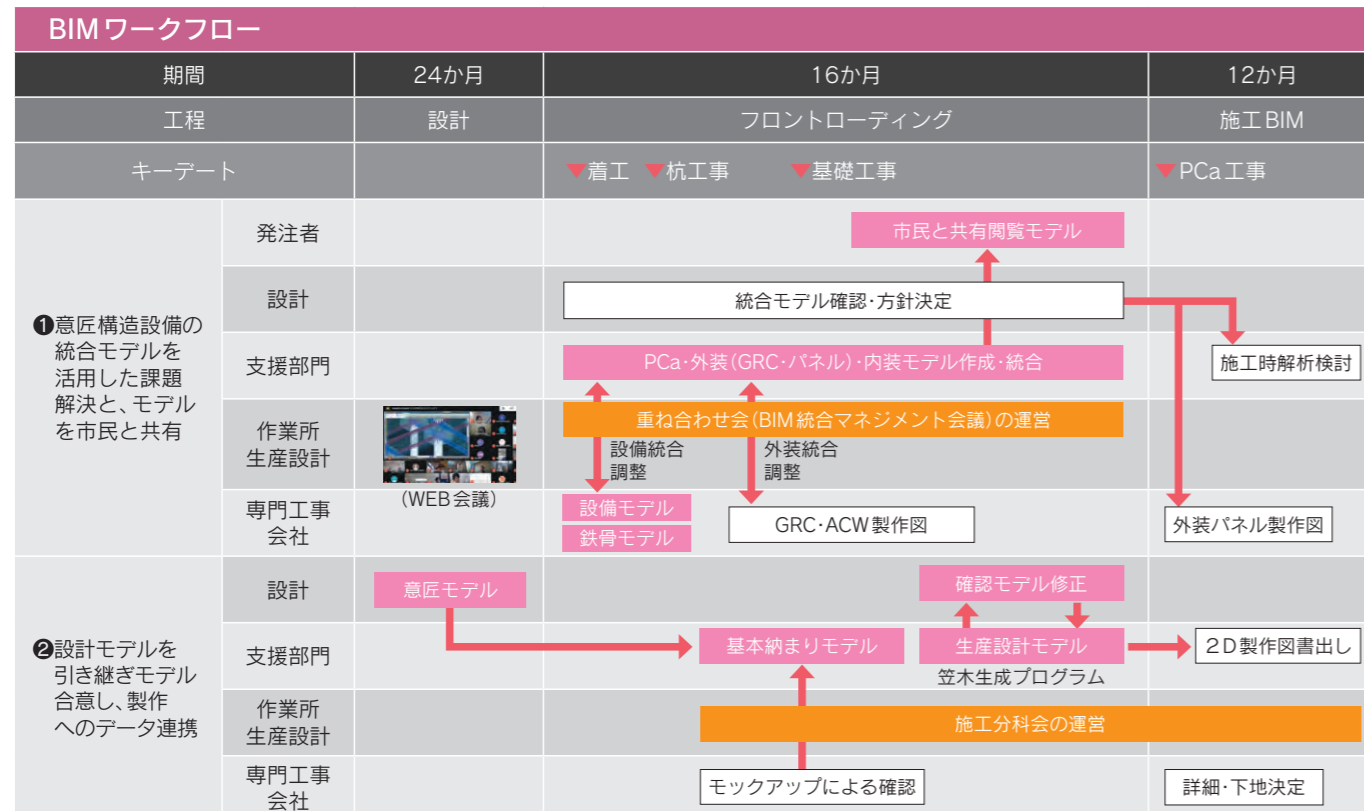 BIMワークフロー
期間
24か月
16か月
12か月
工程
設計
フロントローディング
施工BIM
キーデート
▼着工
▼杭工事
▼基礎工事
▼PCa工事
❶意匠構造設備の
統合モデルを
活用した課題
解決と、モデル
を市民と共有
発注者
市民と共有閲覧モデル
設計
統合モデル確認・方針決定
支援部門
PCa・外装(GRC・パネル)・内装モデル作成・統合
施工時解析検討
作業所
生産設計
(WEB会議)
重ね合わせ会(BIM統合マネジメント会議)の運営
設備統合
調整
外装統合
調整
専門工事
会社
設備モデル
鉄骨モデル
GRC・ACW製作図
外装パネル製作図
❷設計モデルを
引き継ぎモデル
合意し、製作
へのデータ連携
設計
意匠モデル
確認モデル修正
支援部門
基本納まりモデル
生産設計モデル
笠木生成プログラム
2D製作図書出し
作業所
生産設計
施工分科会の運営
専門工事
会社
モックアップによる確認
詳細・下地決定